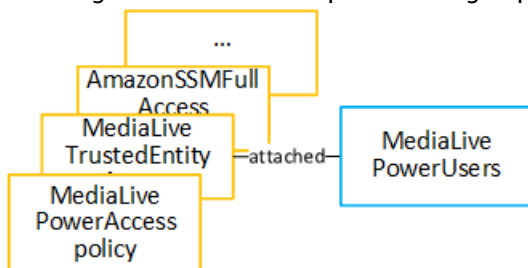 ...
AmazonSSMFull
Access
MediaLive
TrustedEntity
attached
MediaLive
PowerUsers
MediaLive
PowerAccess
policy